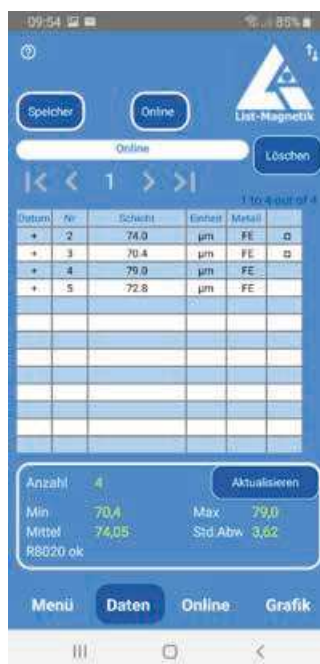 09:54 85%
List-Magnetik
Speicher Online
Online
Löschen
1
1 to 4 out of 4
Datum Nr Schicht Einheit Metall
+ 2 74.0 µm FE
+ 3 70.4 µm FE
+ 4 79.0 µm FE
+ 5 72.8 µm FE
Anzahl 4 Aktualisieren
Min 70,4 Max 79,0
Mittel 74,05 Std.Abw 3,62
R8020 ok
Menü Daten Online Grafik